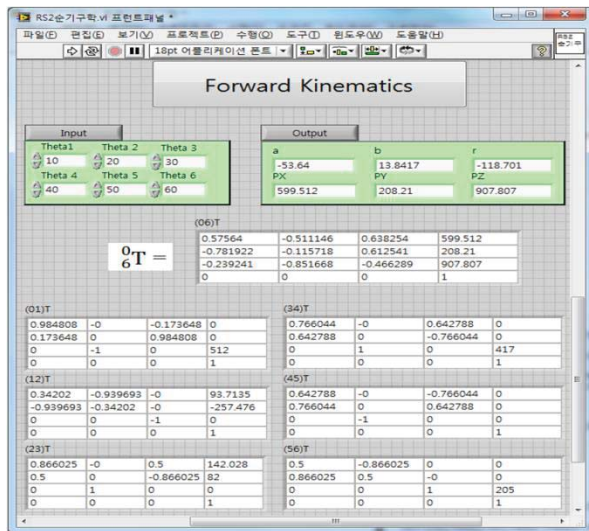 RS2순기구학.vi 프런트패널 *
파일(F) 편집(E) 보기(V) 프로젝트(P) 수행(O) 도구(T) 윈도우(W) 도움말(H)
18pt 어플리케이션 폰트
RS2
순기구
Forward Kinematics
Input
Theta1 Theta 2 Theta 3
10 20 30
Theta 4 Theta 5 Theta 6
40 50 60
Output
a b r
-53.64 13.8417 -118.701
PX PY PZ
599.512 208.21 907.807
(06)T
0.57564 -0.511146 0.638254 599.512
-0.781922 -0.115718 0.612541 208.21
-0.239241 -0.851668 -0.466289 907.807
0 0 0 1
⁰₆T =
(01)T
0.984808 -0 -0.173648 0
0.173648 0 0.984808 0
0 -1 0 512
0 0 0 1
(34)T
0.766044 -0 0.642788 0
0.642788 0 -0.766044 0
0 1 0 417
0 0 0 1
(12)T
0.34202 -0.939693 -0 93.7135
-0.939693 -0.34202 -0 -257.476
0 0 -1 0
0 0 0 1
(45)T
0.642788 -0 -0.766044 0
0.766044 0 0.642788 0
0 -1 0 0
0 0 0 1
(23)T
0.866025 -0 0.5 142.028
0.5 0 -0.866025 82
0 1 0 0
0 0 0 1
(56)T
0.5 -0.866025 0 0
0.866025 0.5 -0 0
0 0 1 205
0 0 0 1